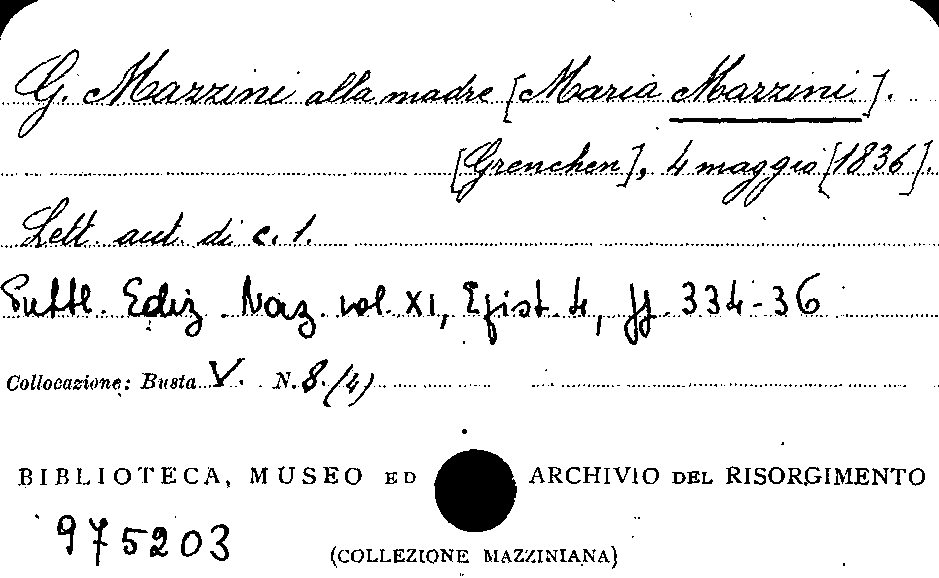 G. Mazzini alla madre [Maria Mazzini].
[Grenchen], 4 maggio [1836].
Lett. aut. di c. 1.
Pubbl. Ediz. Naz. vol. XI, Epist. 4, pp. 334-36
Collocazione: Busta V. N. 8.(4)
BIBLIOTECA, MUSEO ED ARCHIVIO DEL RISORGIMENTO
975203
(COLLEZIONE MAZZINIANA)